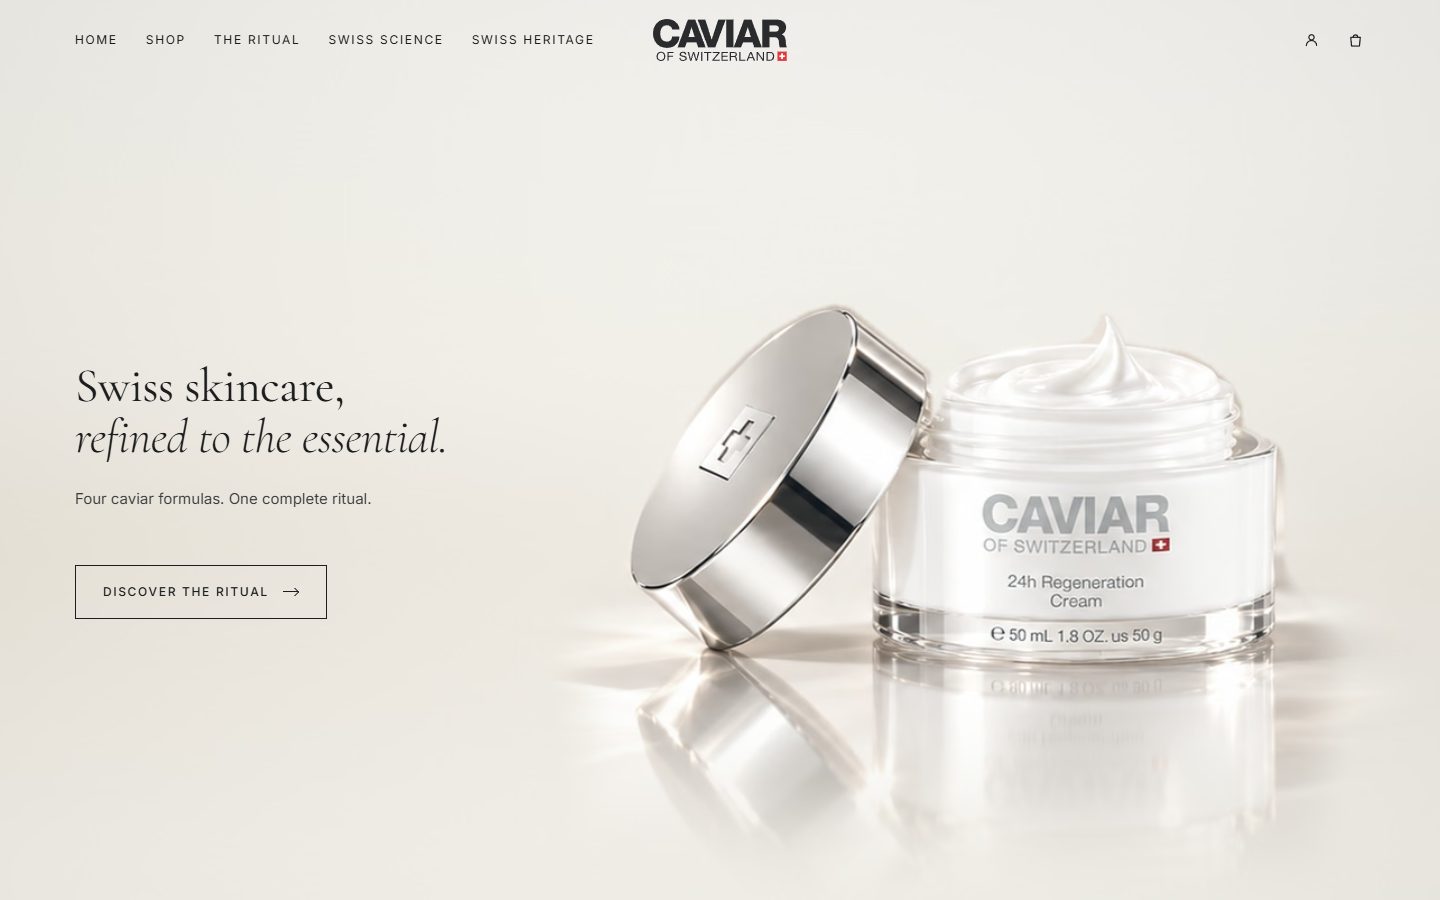 HOME SHOP THE RITUAL SWISS SCIENCE SWISS HERITAGE
CAVIAR
OF SWITZERLAND
Swiss skincare,
refined to the essential.
Four caviar formulas. One complete ritual.
DISCOVER THE RITUAL
CAVIAR
OF SWITZERLAND
24h Regeneration
Cream
℮ 50 mL 1.8 OZ. us 50 g